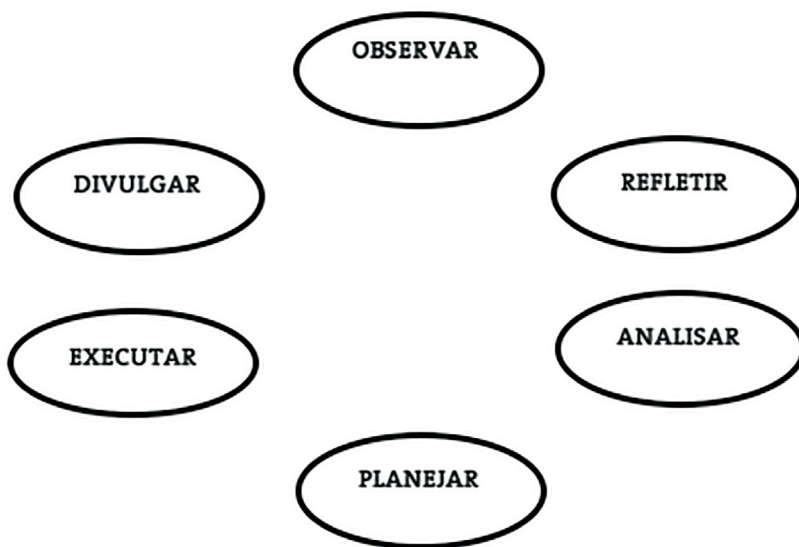 OBSERVAR
DIVULGAR
REFLETIR
EXECUTAR
ANALISAR
PLANEJAR